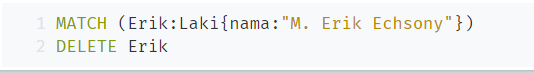 1 MATCH (Erik:Laki{nama:"M. Erik Echsony"})
2 DELETE Erik